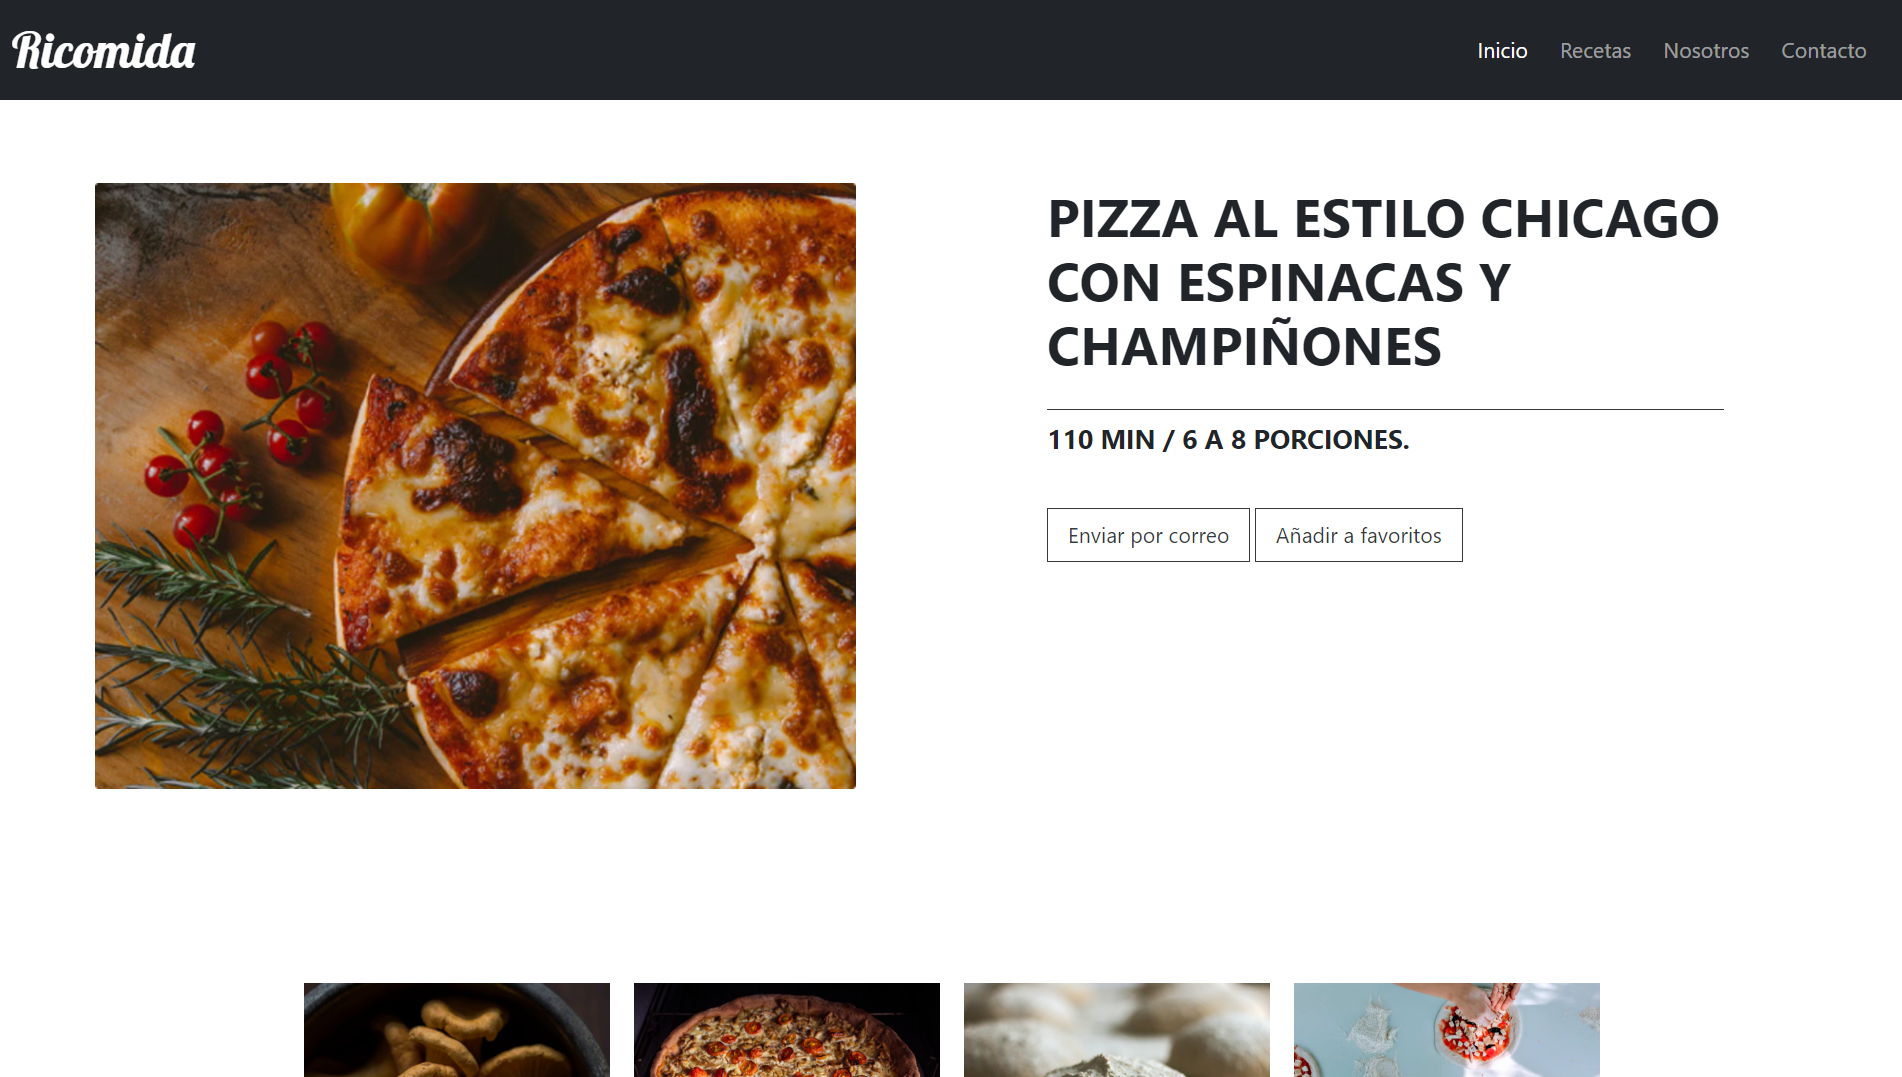 Ricomida
Inicio Recetas Nosotros Contacto
PIZZA AL ESTILO CHICAGO
CON ESPINACAS Y
CHAMPIÑONES
110 MIN / 6 A 8 PORCIONES.
Enviar por correo Añadir a favoritos